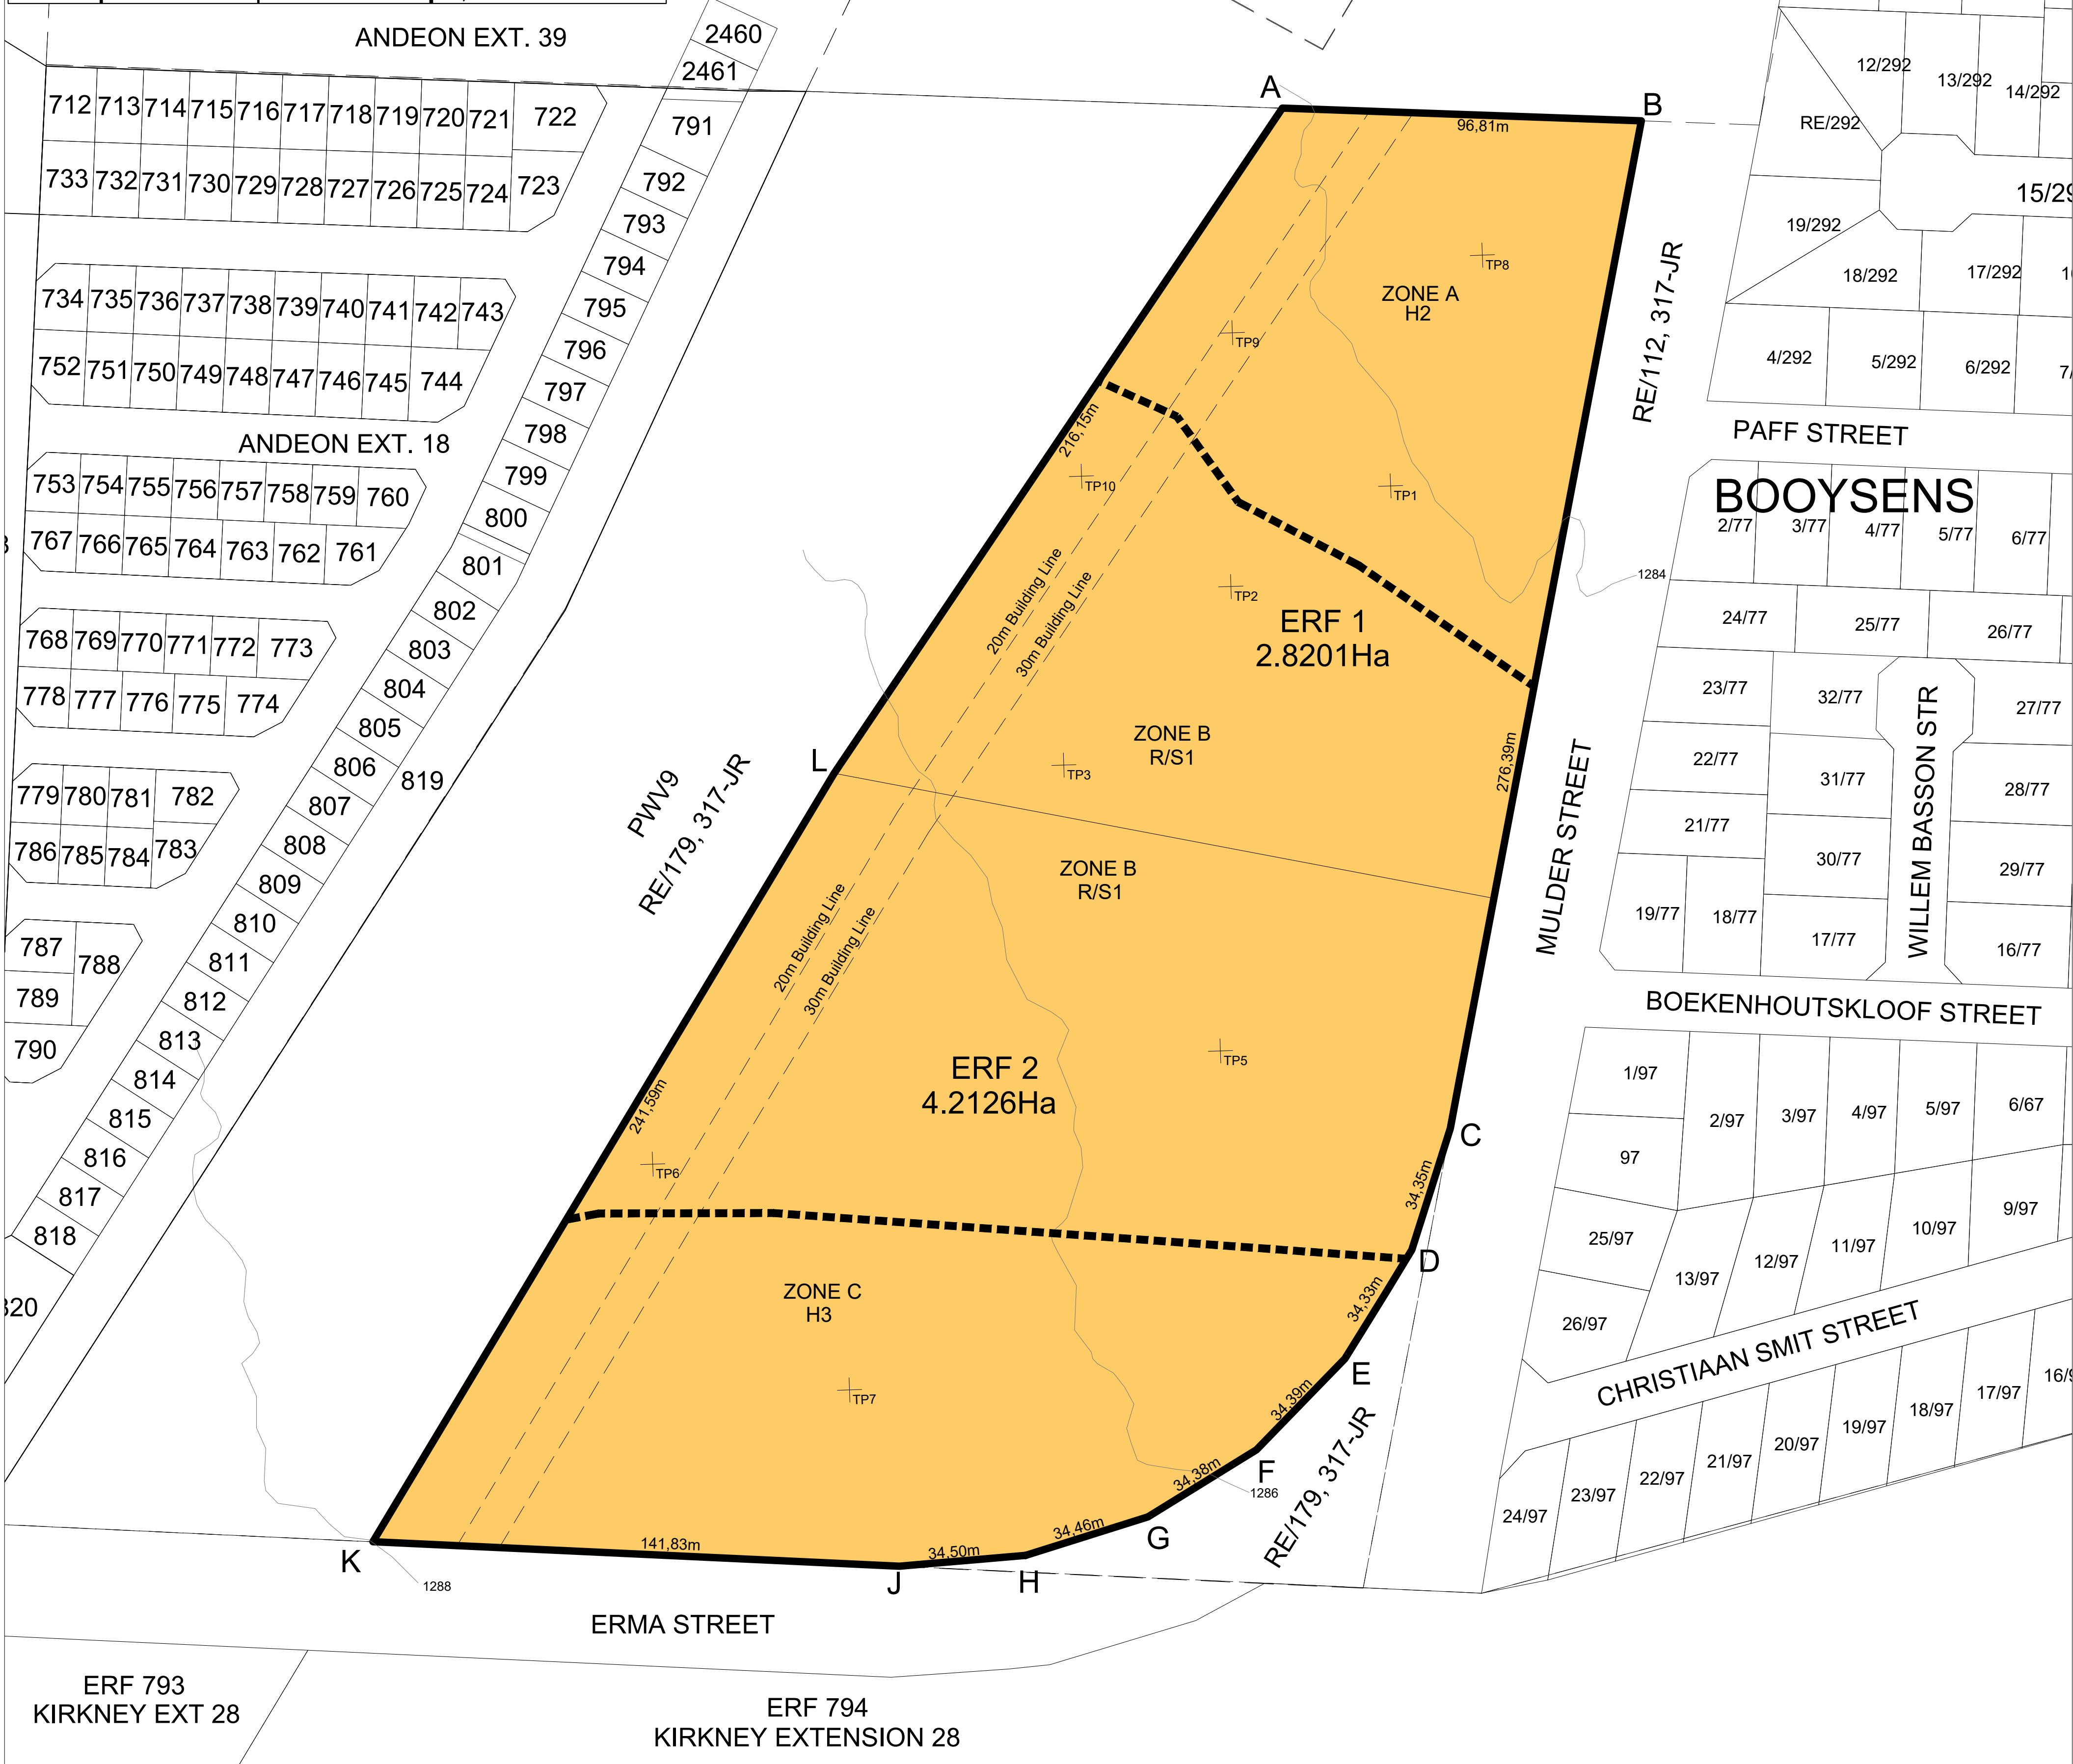 ANDEON EXT. 39
2460
2461
712 713 714 715 716 717 718 719 720 721 722
733 732 731 730 729 728 727 726 725 724 723
734 735 736 737 738 739 740 741 742 743
752 751 750 749 748 747 746 745 744
ANDEON EXT. 18
753 754 755 756 757 758 759 760
767 766 765 764 763 762 761
768 769 770 771 772 773
778 777 776 775 774
779 780 781 782
786 785 784 783
787 788
789
790
791
792
793
794
795
796
797
798
799
800
801
802
803
804
805
806
807
808
809
810
811
812
813
814
815
816
817
818
819
PWV9
RE/179, 317-JR
A
B
96,81m
TP8
ZONE A
H2
TP9
216,15m
TP10
TP1
20m Building Line
30m Building Line
TP2
ERF 1
2.8201Ha
ZONE B
R/S1
TP3
L
276,39m
ZONE B
R/S1
20m Building Line
30m Building Line
TP5
ERF 2
4.2126Ha
241,59m
TP6
C
34,35m
D
34,33m
ZONE C
H3
E
TP7
34,39m
F
34,38m
1286
G
34,46m
H
34,50m
J
141,83m
K
1288
1284
RE/112, 317-JR
MULDER STREET
RE/179, 317-JR
12/292 13/292 14/292
RE/292
19/292
18/292 17/292
4/292 5/292 6/292
PAFF STREET
BOOYSENS
2/77 3/77 4/77 5/77 6/77
24/77 25/77 26/77
23/77 32/77 27/77
22/77 31/77 28/77
21/77 30/77 29/77
19/77 18/77 17/77 16/77
WILLEM BASSON STR
BOEKENHOUTSKLOOF STREET
1/97
97
2/97 3/97 4/97 5/97 6/67
25/97
26/97
13/97 12/97 11/97 10/97 9/97
CHRISTIAAN SMIT STREET
24/97 23/97 22/97 21/97 20/97 19/97 18/97 17/97
ERMA STREET
ERF 793
KIRKNEY EXT 28
ERF 794
KIRKNEY EXTENSION 28